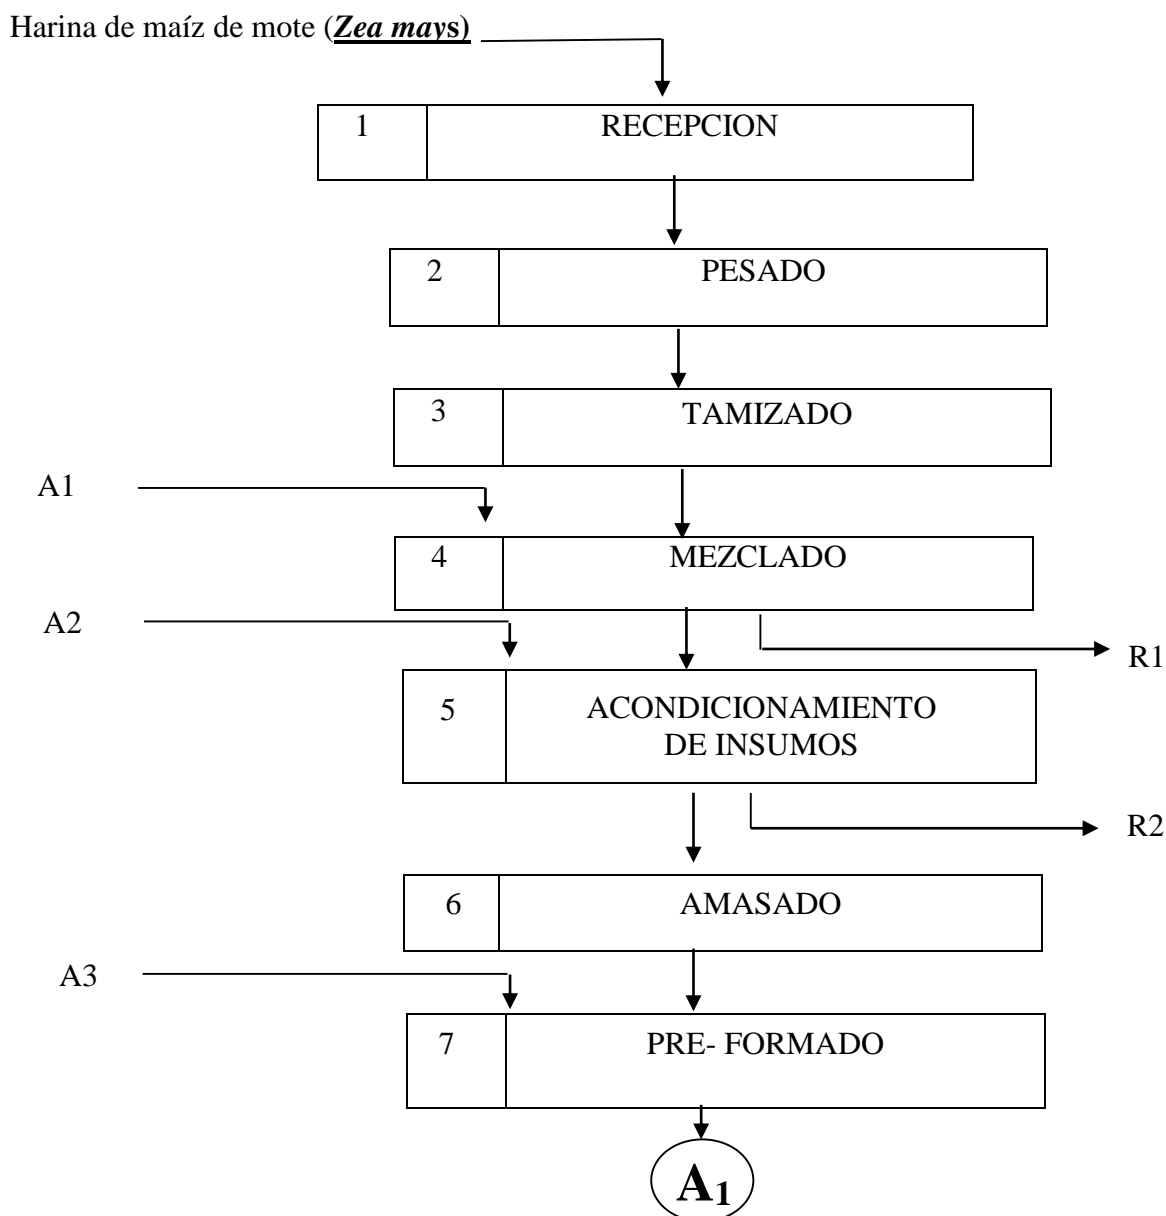 Harina de maíz de mote (Zea mays)
1 RECEPCION
2 PESADO
3 TAMIZADO
A1
4 MEZCLADO
A2
R1
5 ACONDICIONAMIENTO
DE INSUMOS
R2
6 AMASADO
A3
7 PRE- FORMADO
A1